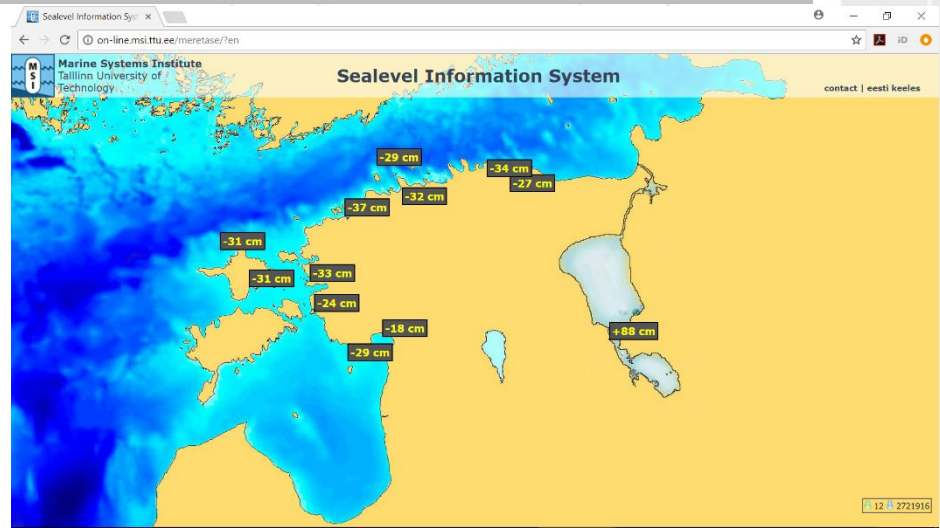 Sealevel Information Sys
on-line.msi.ttu.ee/meretase/?en
iD
M
S
I
Marine Systems Institute
Talllinn University of
Technology
Sealevel Information System
contact | eesti keeles
-29 cm
-34 cm
-27 cm
-32 cm
-37 cm
-31 cm
-33 cm
-31 cm
-24 cm
-18 cm
+88 cm
-29 cm
12 2721916